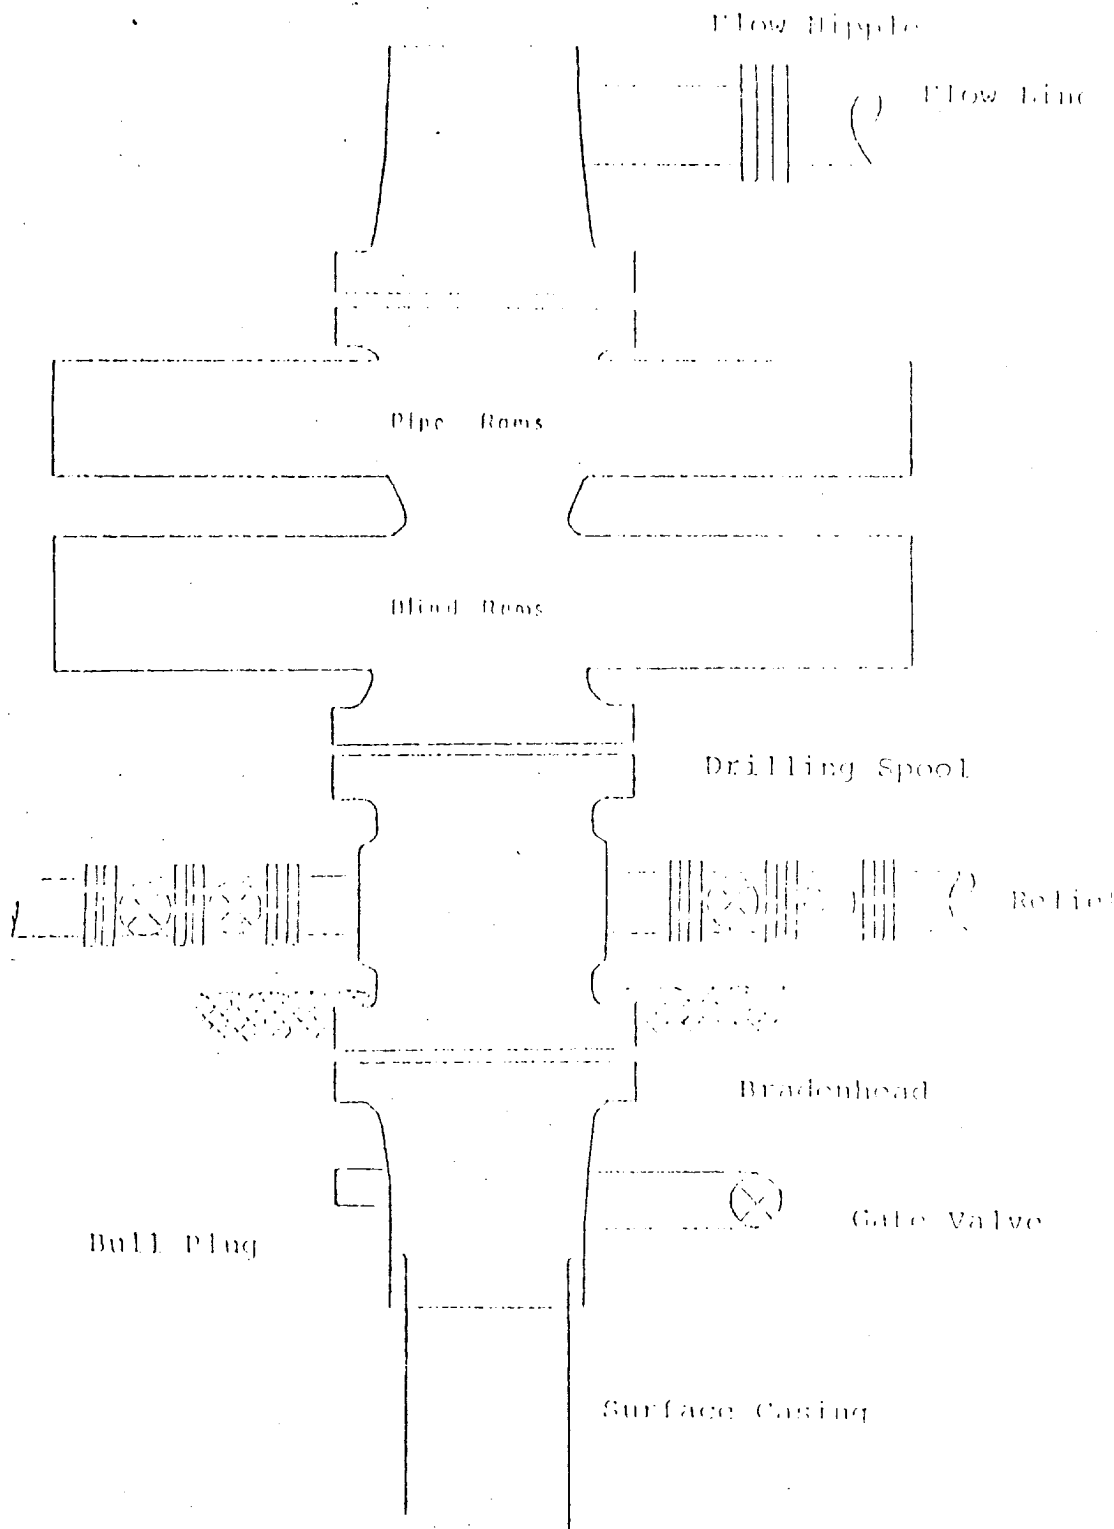 Flow Nipple
Flow Line
Pipe Rams
Blind Rams
Drilling Spool
Relief
Bradenhead
Gate Valve
Bull Plug
Surface Casing